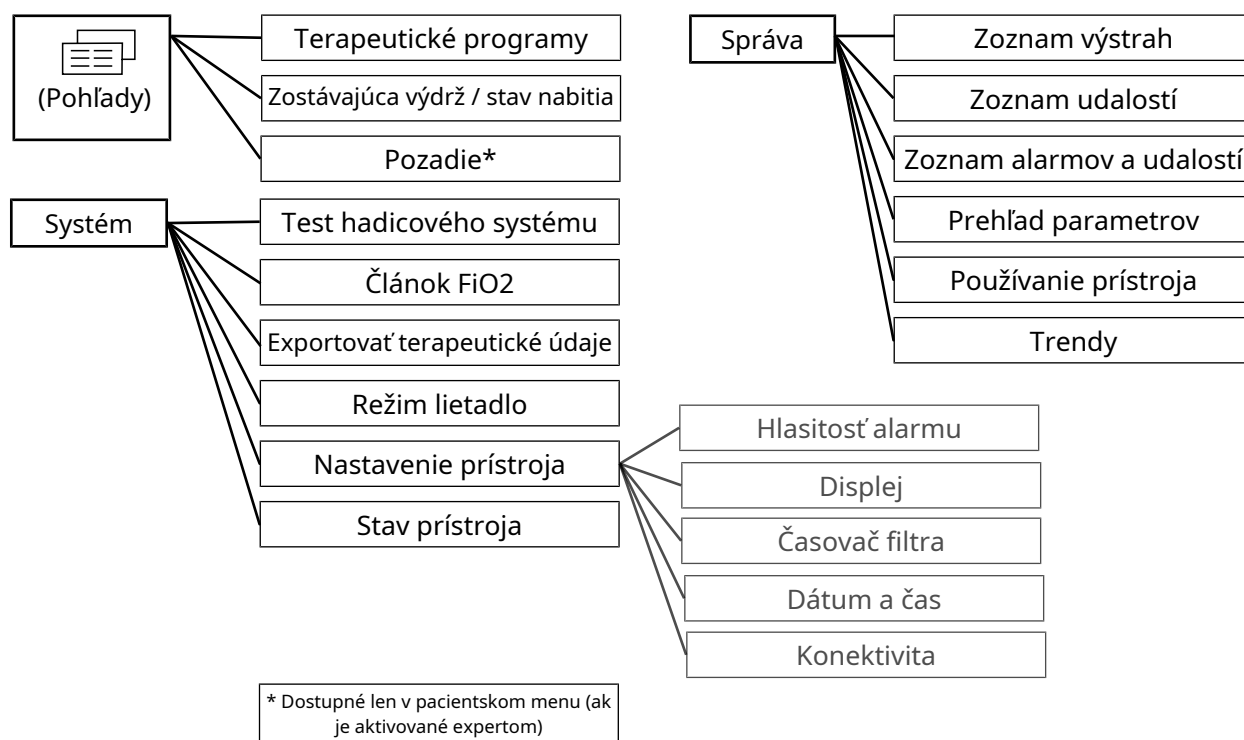 (Pohľady)
Terapeutické programy
Zostávajúca výdrž / stav nabitia
Pozadie*
Systém
Test hadicového systému
Článok FiO2
Exportovať terapeutické údaje
Režim lietadlo
Nastavenie prístroja
Stav prístroja
Hlasitosť alarmu
Displej
Časovač filtra
Dátum a čas
Konektivita
Správa
Zoznam výstrah
Zoznam udalostí
Zoznam alarmov a udalostí
Prehľad parametrov
Používanie prístroja
Trendy
* Dostupné len v pacientskom menu (ak
je aktivované expertom)